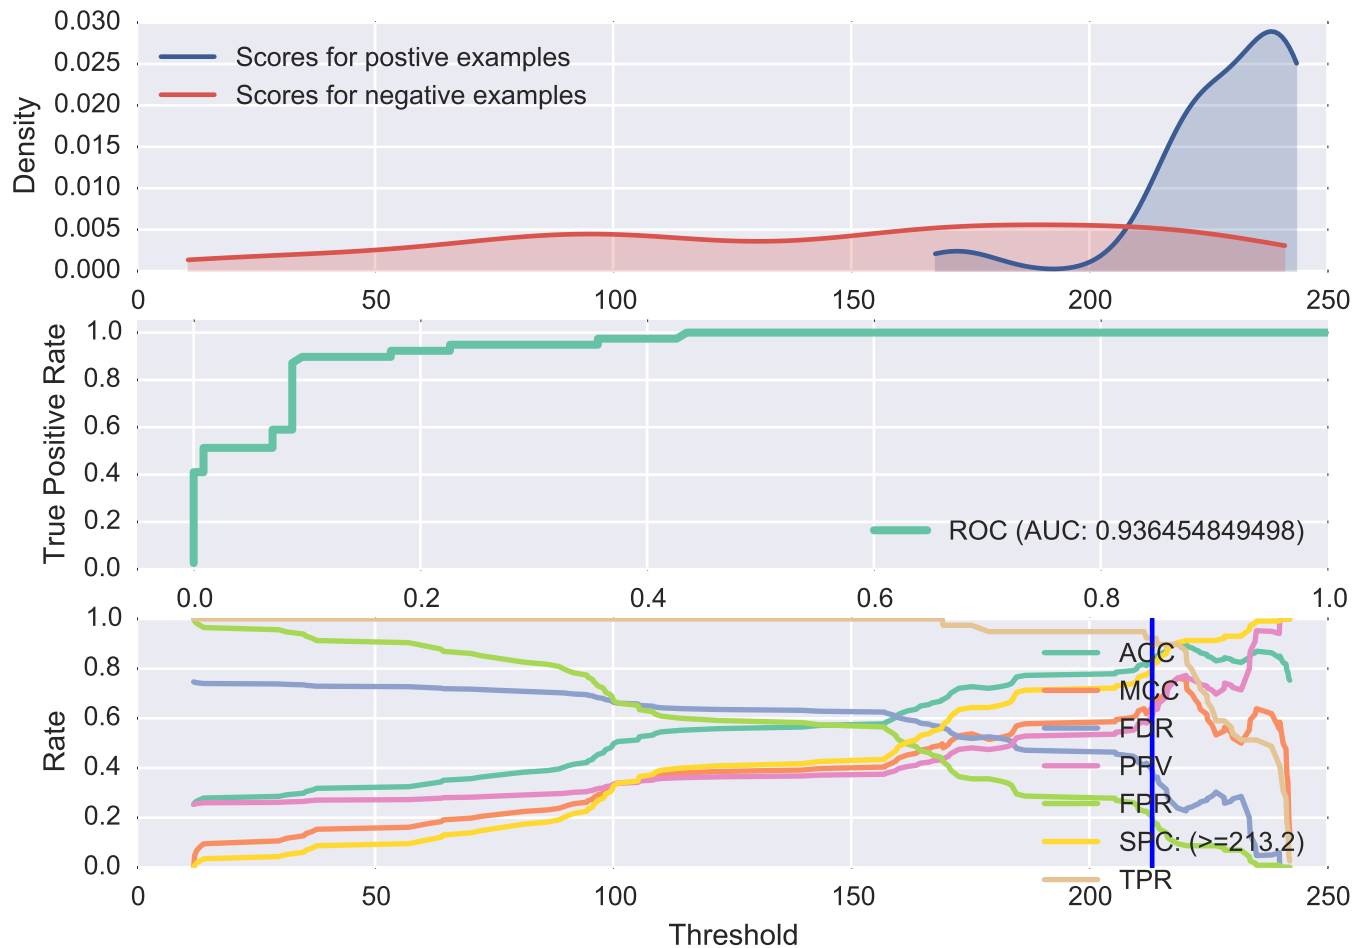 0.030
0.025
0.020
0.015
0.010
0.005
0.000
Density
Scores for postive examples
Scores for negative examples
0 50 100 150 200 250
1.0
0.8
0.6
0.4
0.2
0.0
True Positive Rate
ROC (AUC: 0.936454849498)
0.0 0.2 0.4 0.6 0.8 1.0
1.0
0.8
0.6
0.4
0.2
0.0
Rate
ACC
MCC
FDR
PRV
FPR
SPC: (>=213.2)
TPR
0 50 100 150 200 250
Threshold